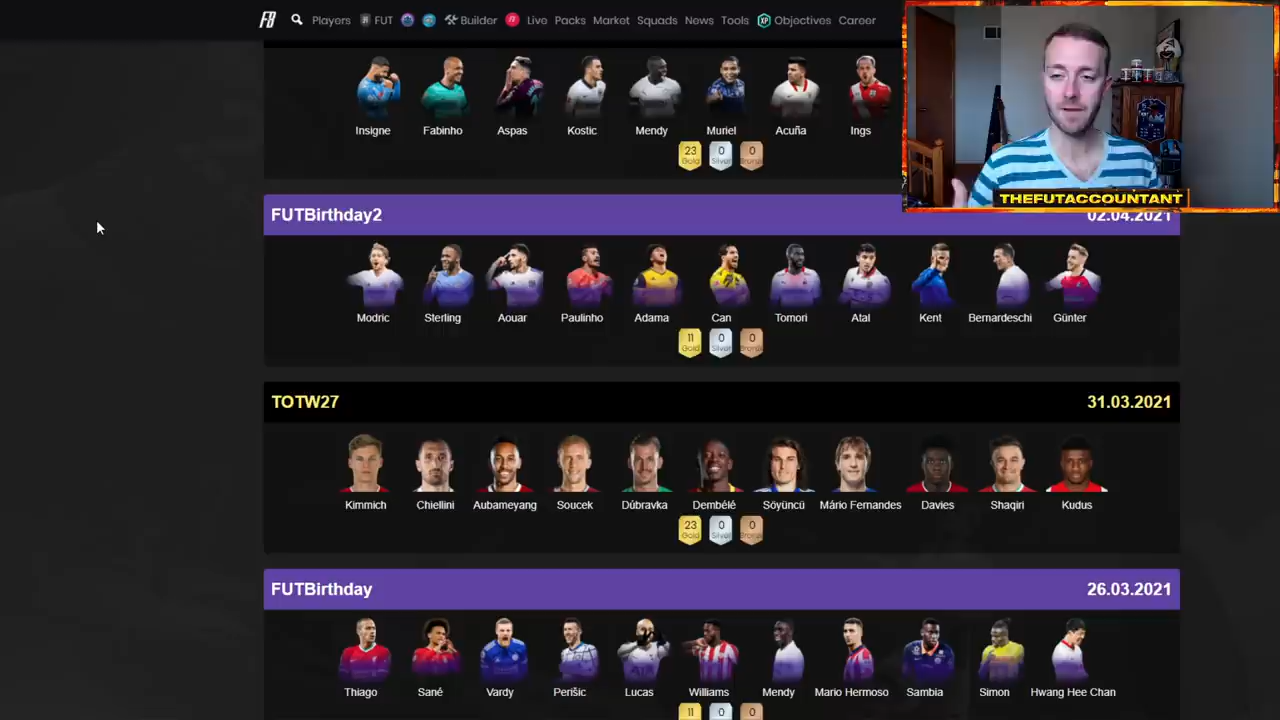 Players FUT Builder Live Packs Market Squads News Tools XP Objectives Career
Insigne Fabinho Aspas Kostic Mendy Muriel Acuña Ings
23 Gold 0 Silver 0 Bronze
THEFUTACCOUNTANT
FUTBirthday2 02.04.2021
Modric Sterling Aouar Paulinho Adama Can Tomori Atal Kent Bernardeschi Günter
11 Gold 0 Silver 0 Bronze
TOTW27 31.03.2021
Kimmich Chiellini Aubameyang Soucek Dúbravka Dembélé Söyüncü Mário Fernandes Davies Shaqiri Kudus
23 Gold 0 Silver 0 Bronze
FUTBirthday 26.03.2021
Thiago Sané Vardy Perišic Lucas Williams Mendy Mario Hermoso Sambia Simon Hwang Hee Chan
11 0 0